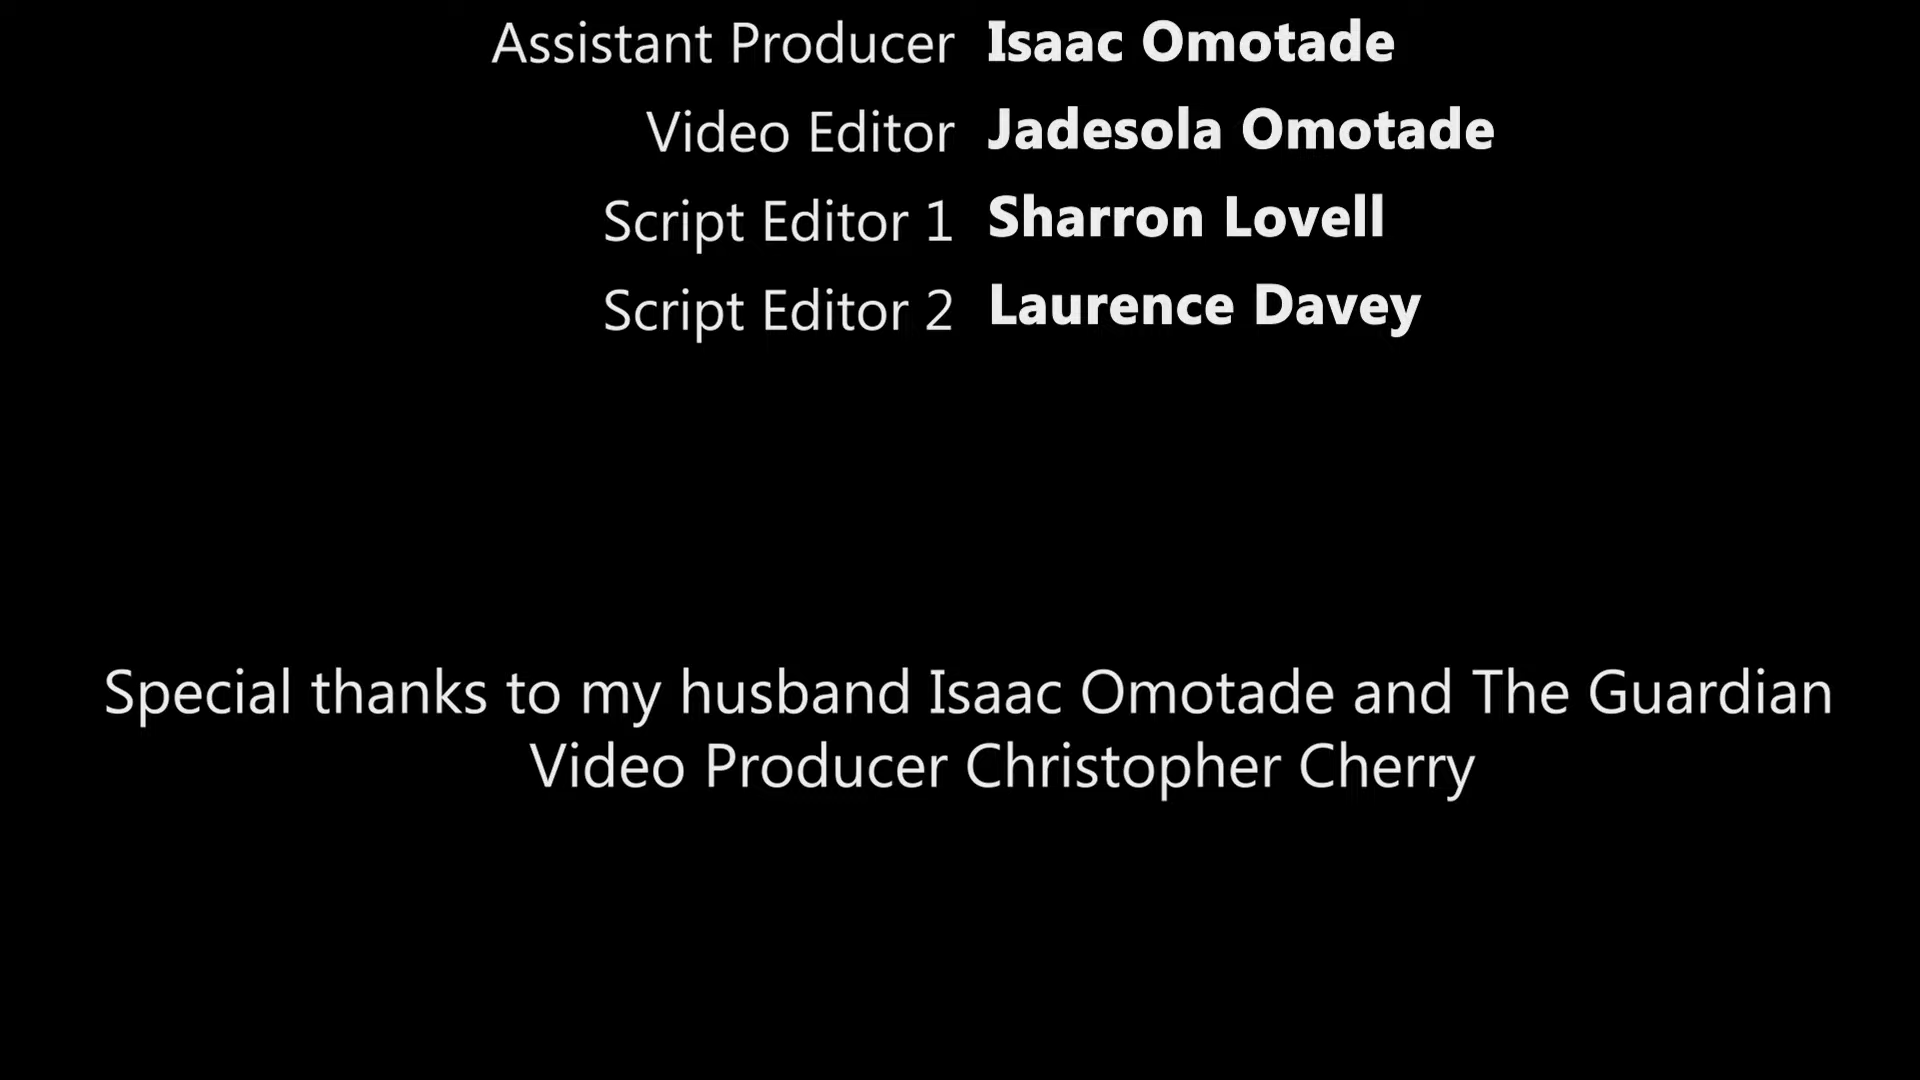 Assistant Producer Isaac Omotade
Video Editor Jadesola Omotade
Script Editor 1 Sharron Lovell
Script Editor 2 Laurence Davey
Special thanks to my husband Isaac Omotade and The Guardian
Video Producer Christopher Cherry